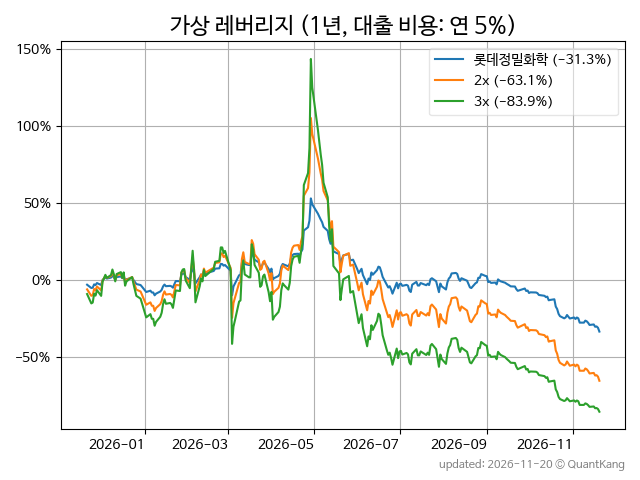 가상 레버리지 (1년, 대출 비용: 연 5%)
150%
100%
50%
0%
−50%
롯데정밀화학 (-31.3%)
2x (-63.1%)
3x (-83.9%)
2026-01
2026-03
2026-05
2026-07
2026-09
2026-11
updated: 2026-11-20 © QuantKang